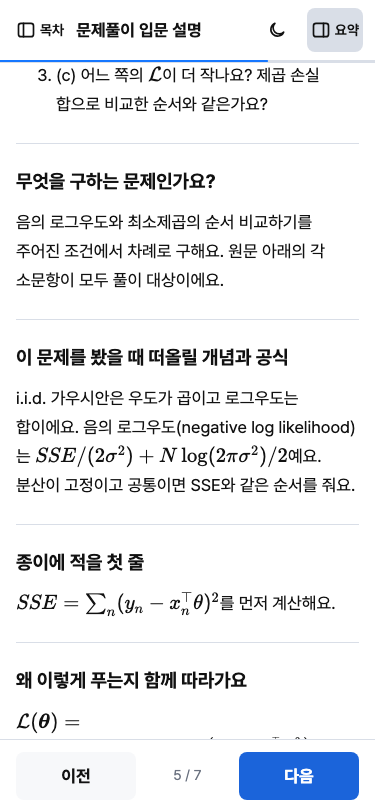 목차 문제풀이 입문 설명 요약
3. (c) 어느 쪽의 𝓛이 더 작나요? 제곱 손실
합으로 비교한 순서와 같은가요?
무엇을 구하는 문제인가요?
음의 로그우도와 최소제곱의 순서 비교하기를
주어진 조건에서 차례로 구해요. 원문 아래의 각
소문항이 모두 풀이 대상이에요.
이 문제를 봤을 때 떠올릴 개념과 공식
i.i.d. 가우시안은 우도가 곱이고 로그우도는
합이에요. 음의 로그우도(negative log likelihood)
는 SSE/(2σ²) + N log(2πσ²)/2예요.
분산이 고정이고 공통이면 SSE와 같은 순서를 줘요.
종이에 적을 첫 줄
SSE = ∑ₙ(yₙ − xₙ^⊤θ)²를 먼저 계산해요.
왜 이렇게 푸는지 함께 따라가요
𝓛(𝜽) =
이전 5 / 7 다음